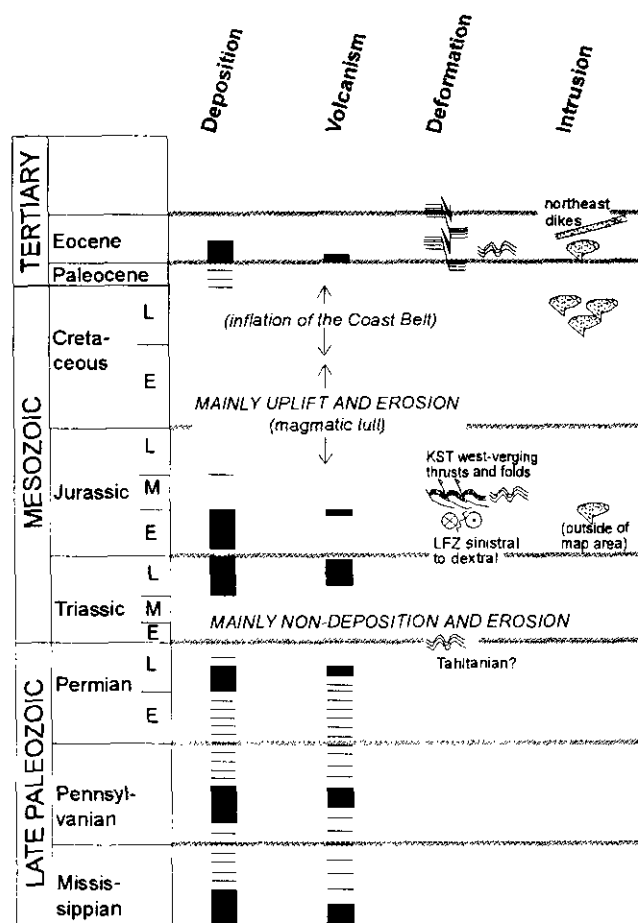 Deposition
Volcanism
Deformation
Intrusion
TERTIARY
northeast
dikes
Eocene
Paleocene
MESOZOIC
Creta-
ceous
L
(inflation of the Coast Belt)
E
MAINLY UPLIFT AND EROSION
(magmatic lull)
Jurassic
L
M
E
KST west-verging
thrusts and folds
LFZ sinistral
to dextral
(outside of
map area)
Triassic
L
M
E
MAINLY NON-DEPOSITION AND EROSION
Tahltanian?
LATE PALEOZOIC
Permian
L
E
Pennsyl-
vanian
Missis-
sippian